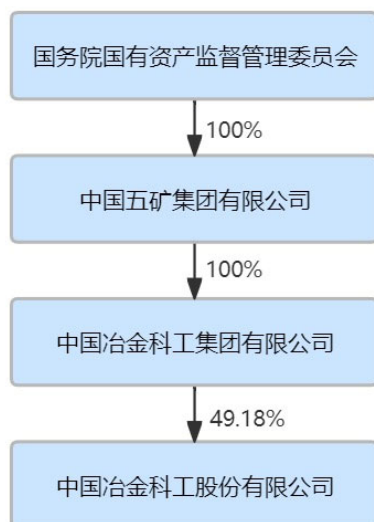 国务院国有资产监督管理委员会
100%
中国五矿集团有限公司
100%
中国冶金科工集团有限公司
49.18%
中国冶金科工股份有限公司